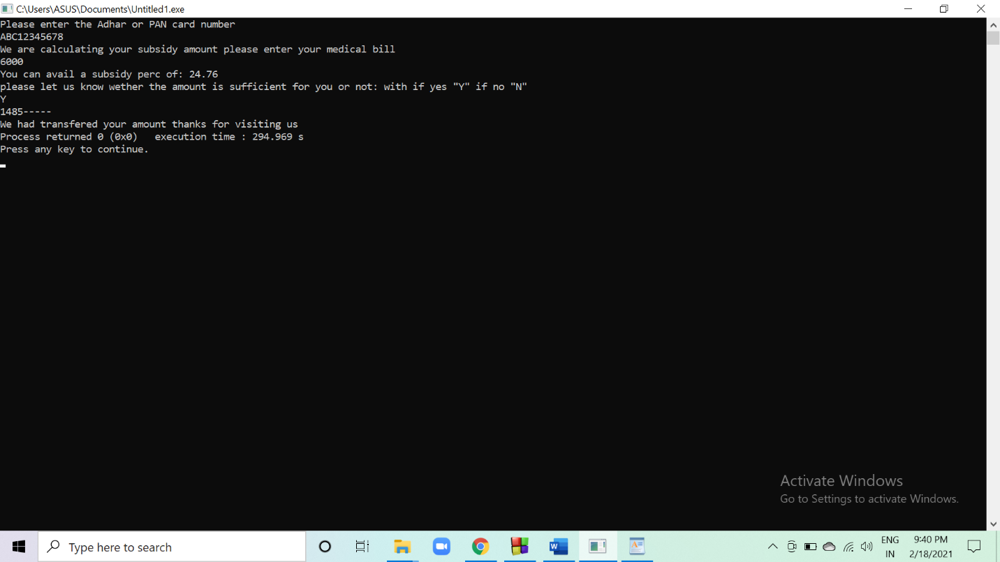 C:\Users\ASUS\Documents\Untitled1.exe
Please enter the Adhar or PAN card number
ABC12345678
We are calculating your subsidy amount please enter your medical bill
6000
You can avail a subsidy perc of: 24.76
please let us know wether the amount is sufficient for you or not: with if yes "Y" if no "N"
Y
1485-----
We had transfered your amount thanks for visiting us
Process returned 0 (0x0)   execution time : 294.969 s
Press any key to continue.
Activate Windows
Go to Settings to activate Windows.
Type here to search
W
ENG
IN
9:40 PM
2/18/2021